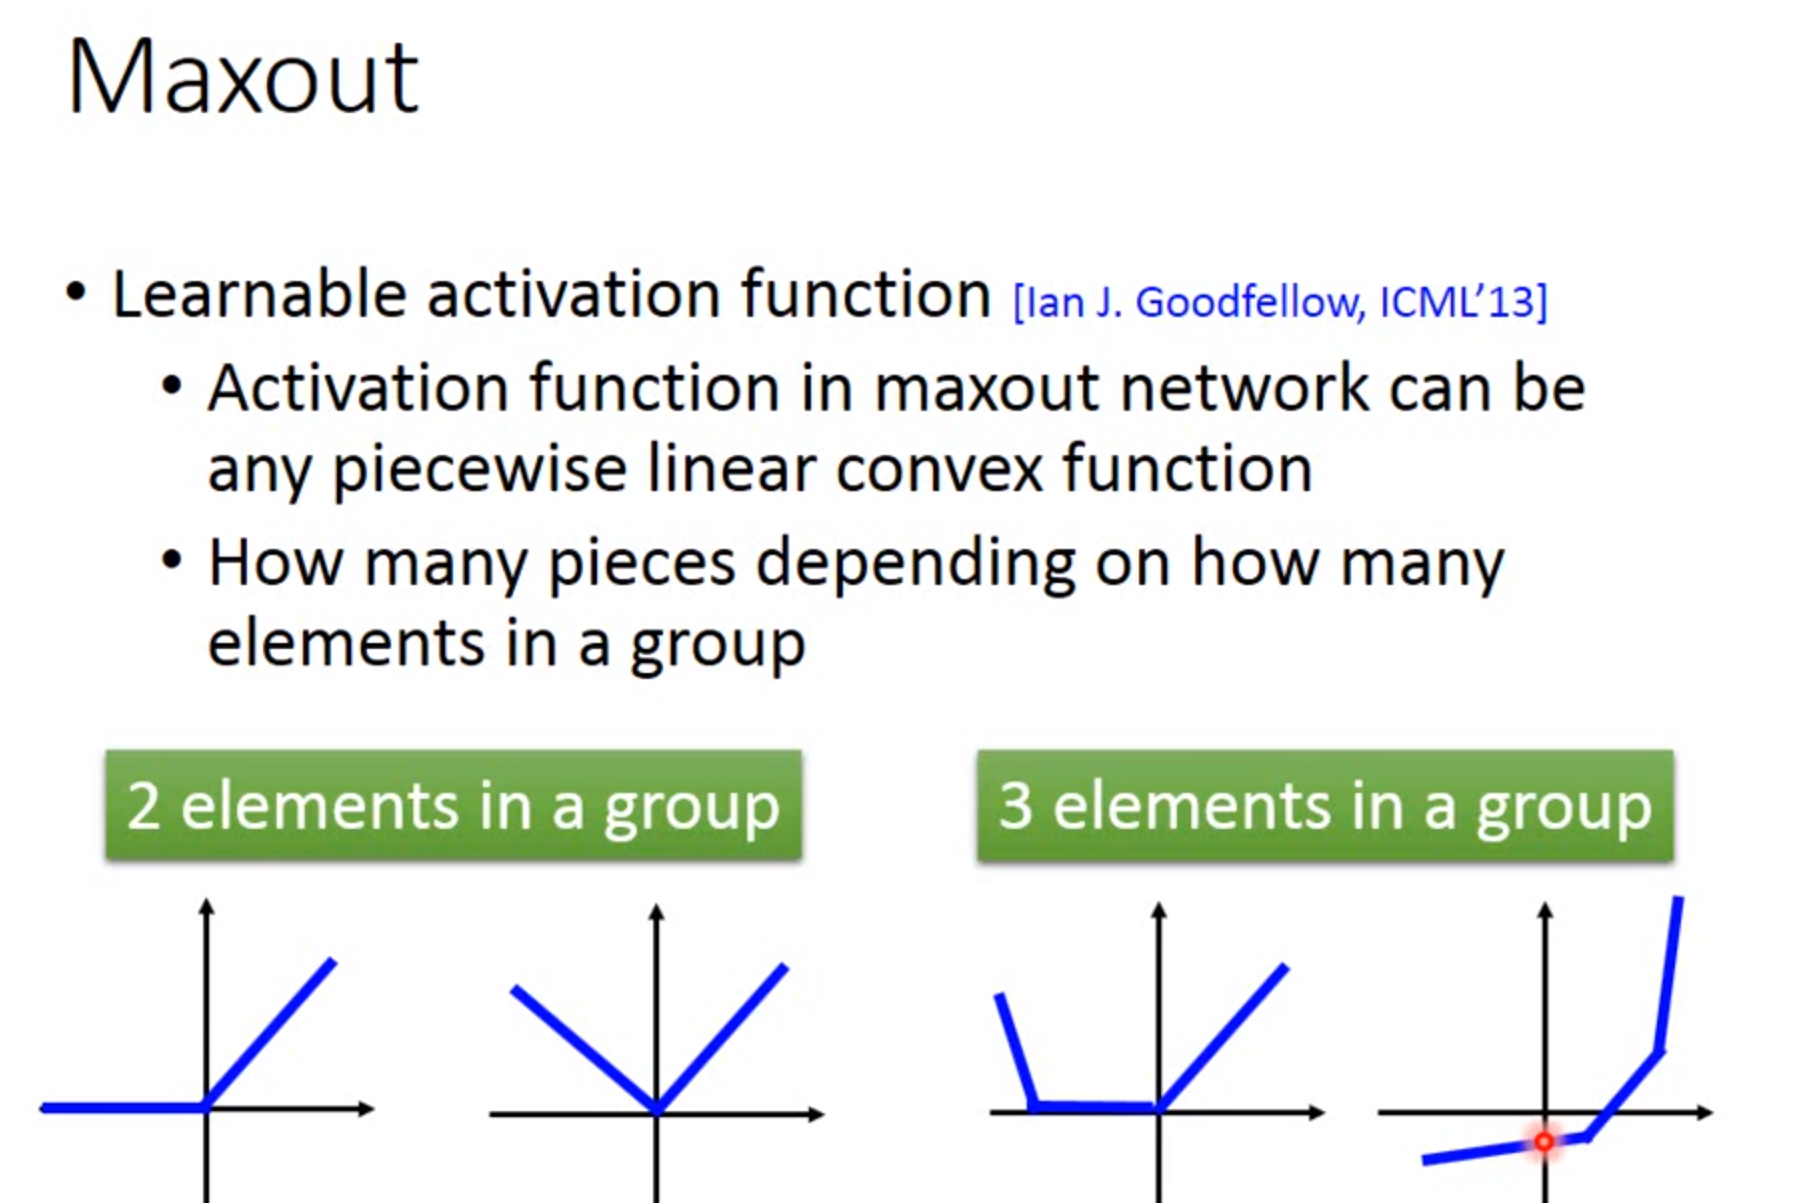 Maxout
• Learnable activation function [Ian J. Goodfellow, ICML’13]
• Activation function in maxout network can be
any piecewise linear convex function
• How many pieces depending on how many
elements in a group
2 elements in a group
3 elements in a group